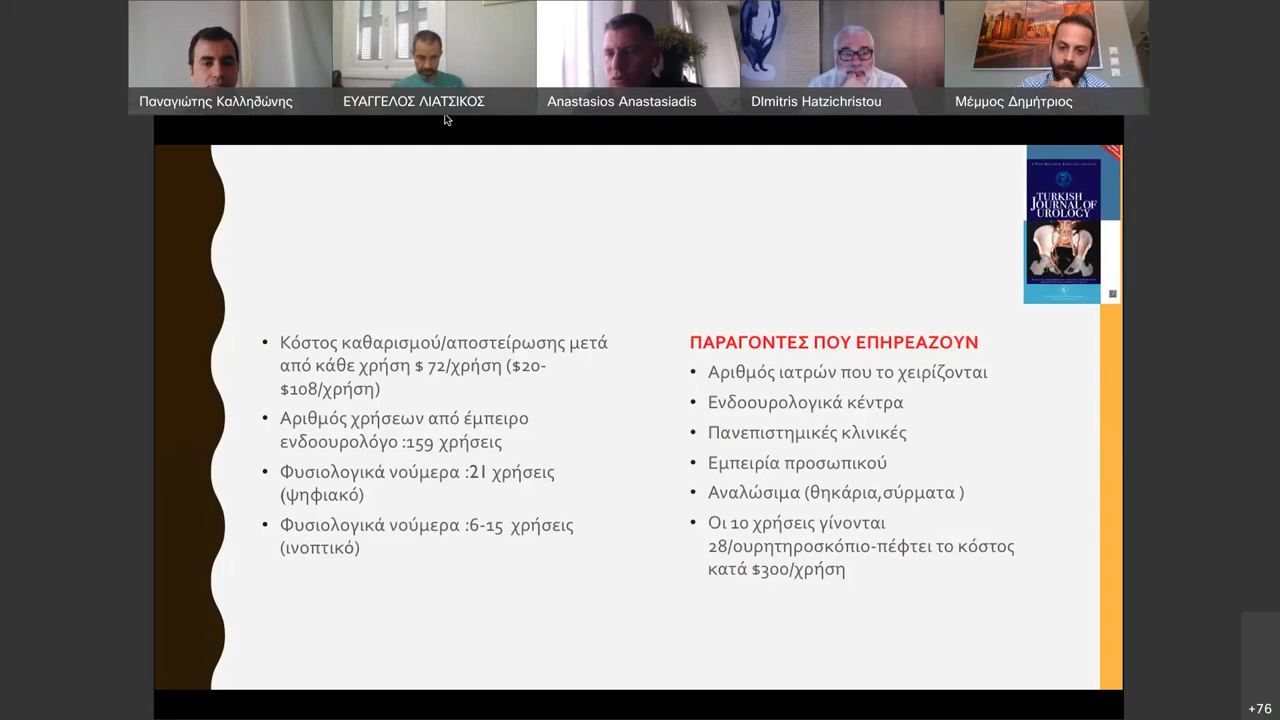 Παναγιώτης Καλληδώνης
ΕΥΑΓΓΕΛΟΣ ΛΙΑΤΣΙΚΟΣ
Anastasios Anastasiadis
DImitris Hatzichristou
Μέμμος Δημήτριος
TURKISH
JOURNAL OF
UROLOGY
• Κόστος καθαρισμού/αποστείρωσης μετά
από κάθε χρήση $ 72/χρήση ($20-
$108/χρήση)
• Αριθμός χρήσεων από έμπειρο
ενδοουρολόγο :159 χρήσεις
• Φυσιολογικά νούμερα :21 χρήσεις
(ψηφιακό)
• Φυσιολογικά νούμερα :6-15 χρήσεις
(ινοπτικό)
ΠΑΡΑΓΟΝΤΕΣ ΠΟΥ ΕΠΗΡΕΑΖΟΥΝ
• Αριθμός ιατρών που το χειρίζονται
• Ενδοουρολογικά κέντρα
• Πανεπιστημικές κλινικές
• Εμπειρία προσωπικού
• Αναλώσιμα (θηκάρια,σύρματα )
• Οι 10 χρήσεις γίνονται
28/ουρητηροσκόπιο-πέφτει το κόστος
κατά $300/χρήση
+76